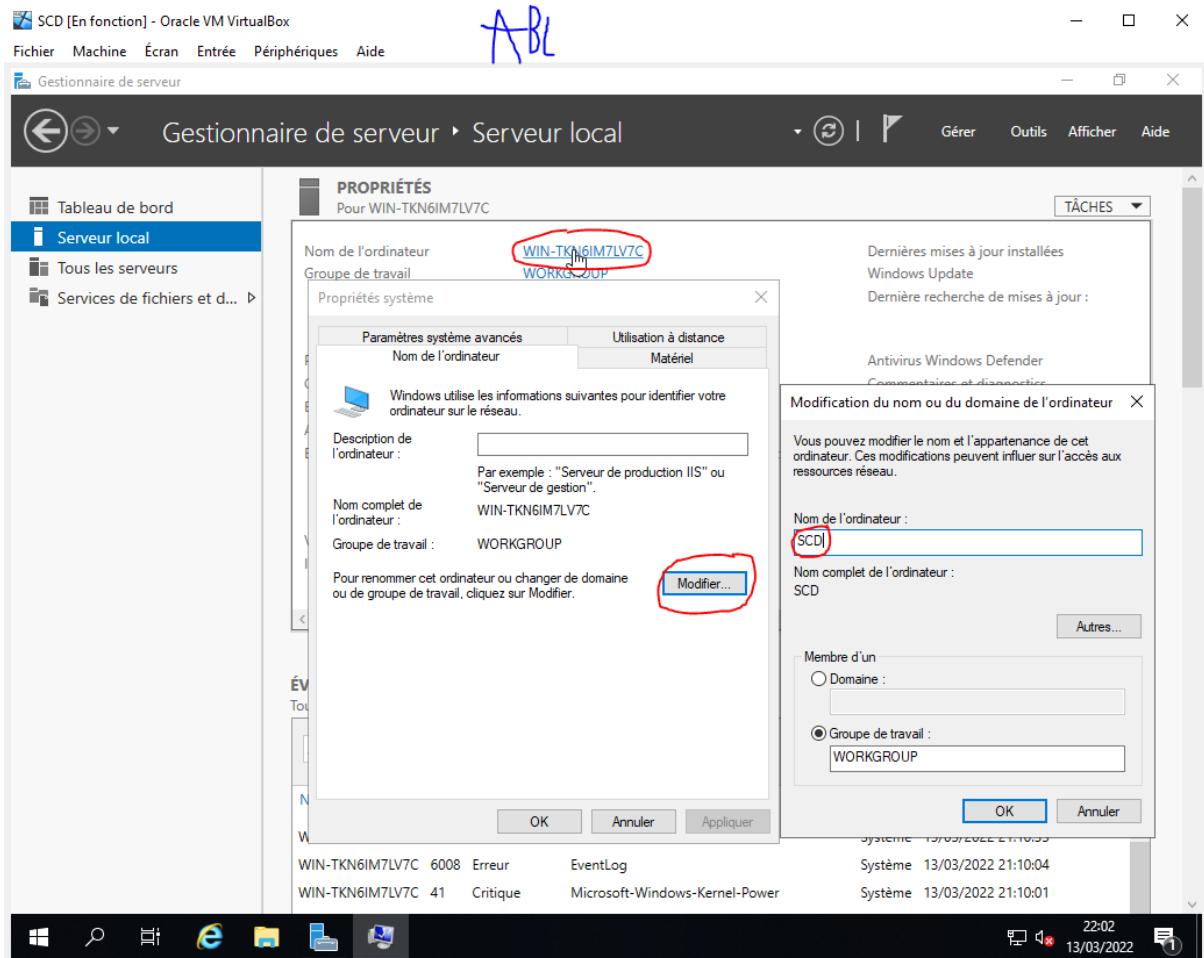 SCD [En fonction] - Oracle VM VirtualBox
ABL
Fichier Machine Écran Entrée Périphériques Aide
Gestionnaire de serveur
Gestionnaire de serveur Serveur local
Gérer Outils Afficher Aide
Tableau de bord
Serveur local
Tous les serveurs
Services de fichiers et d...
PROPRIÉTÉS
Pour WIN-TKN6IM7LV7C
TÂCHES
Nom de l'ordinateur WIN-TKN6IM7LV7C
Groupe de travail WORKGROUP
Dernières mises à jour installées
Windows Update
Dernière recherche de mises à jour :
Antivirus Windows Defender
Commentaires et diagnostics
Propriétés système
Paramètres système avancés Utilisation à distance
Nom de l'ordinateur Matériel
Windows utilise les informations suivantes pour identifier votre
ordinateur sur le réseau.
Description de
l'ordinateur :
Par exemple : "Serveur de production IIS" ou
"Serveur de gestion".
Nom complet de
l'ordinateur :
WIN-TKN6IM7LV7C
Groupe de travail : WORKGROUP
Pour renommer cet ordinateur ou changer de domaine
ou de groupe de travail, cliquez sur Modifier.
Modifier...
OK Annuler Appliquer
Modification du nom ou du domaine de l'ordinateur
Vous pouvez modifier le nom et l'appartenance de cet
ordinateur. Ces modifications peuvent influer sur l'accès aux
ressources réseau.
Nom de l'ordinateur :
SCD
Nom complet de l'ordinateur :
SCD
Autres...
Membre d'un
Domaine :
Groupe de travail :
WORKGROUP
OK Annuler
ÉV
Tou
Système 13/03/2022 21:10:53
WIN-TKN6IM7LV7C 6008 Erreur EventLog Système 13/03/2022 21:10:04
WIN-TKN6IM7LV7C 41 Critique Microsoft-Windows-Kernel-Power Système 13/03/2022 21:10:01
22:02
13/03/2022
1